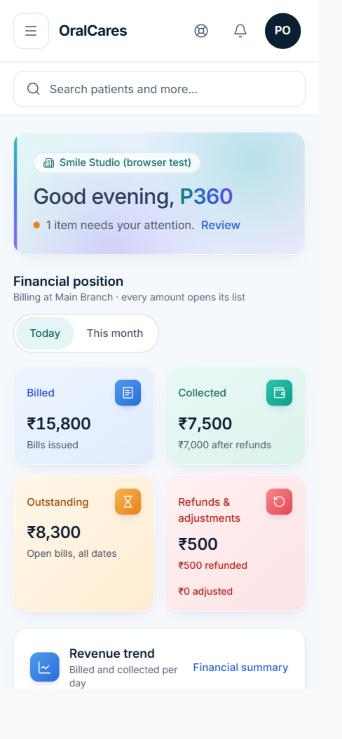 OralCares
PO
Search patients and more...
Smile Studio (browser test)
Good evening, P360
1 item needs your attention. Review
Financial position
Billing at Main Branch · every amount opens its list
Today This month
Billed
₹15,800
Bills issued
Collected
₹7,500
₹7,000 after refunds
Outstanding
₹8,300
Open bills, all dates
Refunds &
adjustments
₹500
₹500 refunded
₹0 adjusted
Revenue trend
Billed and collected per
day
Financial summary